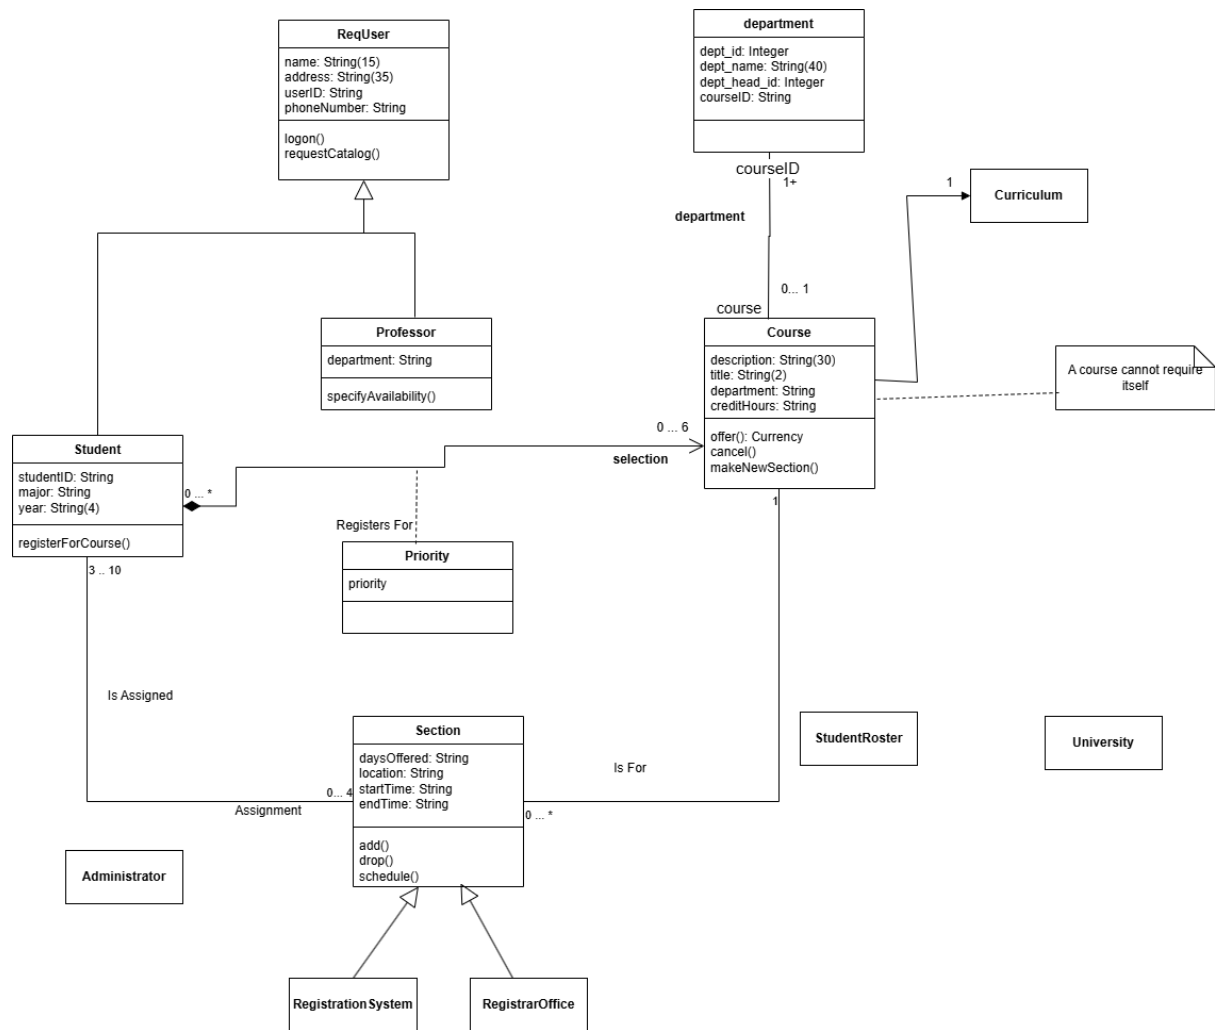 ReqUser
name: String(15)
address: String(35)
userID: String
phoneNumber: String
logon()
requestCatalog()
department
dept_id: Integer
dept_name: String(40)
dept_head_id: Integer
courseID: String
courseID
1+
department
0... 1
course
1
Curriculum
Professor
department: String
specifyAvailability()
Course
description: String(30)
title: String(2)
department: String
creditHours: String
offer(): Currency
cancel()
makeNewSection()
A course cannot require
itself
Student
studentID: String
major: String
year: String(4)
registerForCourse()
0 ... *
0 ... 6
selection
Registers For
Priority
priority
1
3 .. 10
Is Assigned
Section
daysOffered: String
location: String
startTime: String
endTime: String
add()
drop()
schedule()
0... 4
Assignment
Is For
0 ... *
StudentRoster
University
Administrator
RegistrationSystem
RegistrarOffice